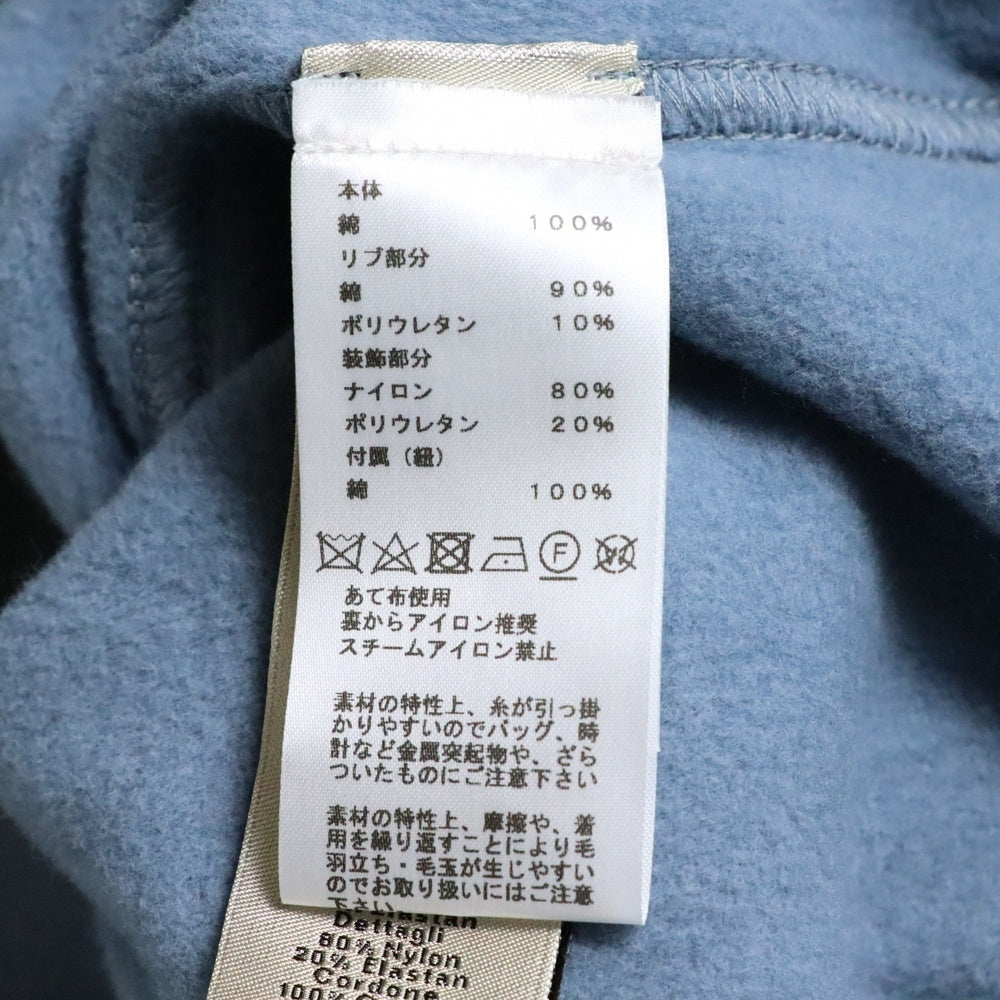 本体
綿 100%
リブ部分
綿 90%
ポリウレタン 10%
装飾部分
ナイロン 80%
ポリウレタン 20%
付属（紐）
綿 100%
F
あて布使用
裏からアイロン推奨
スチームアイロン禁止
素材の特性上、糸が引っ掛
かりやすいのでバッグ、時
計など金属突起物や、ざら
ついたものにご注意下さい
素材の特性上、摩擦や、着
用を繰り返すことにより毛
羽立ち・毛玉が生じやすい
のでお取り扱いにはご注意
下さい
Elastan
Dettagli
80% Nylon
20% Elastan
Cordone
100%